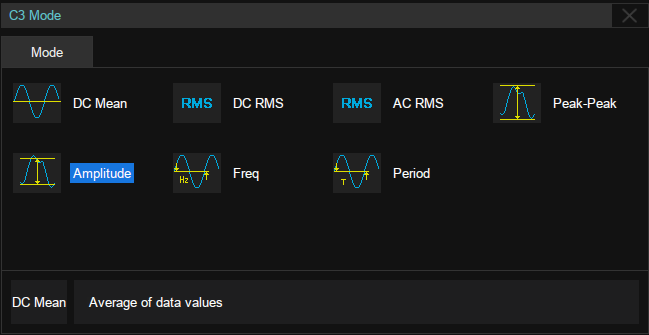 C3 Mode
Mode
DC Mean
RMS DC RMS
RMS AC RMS
Peak-Peak
Amplitude
Hz Freq
T Period
DC Mean Average of data values